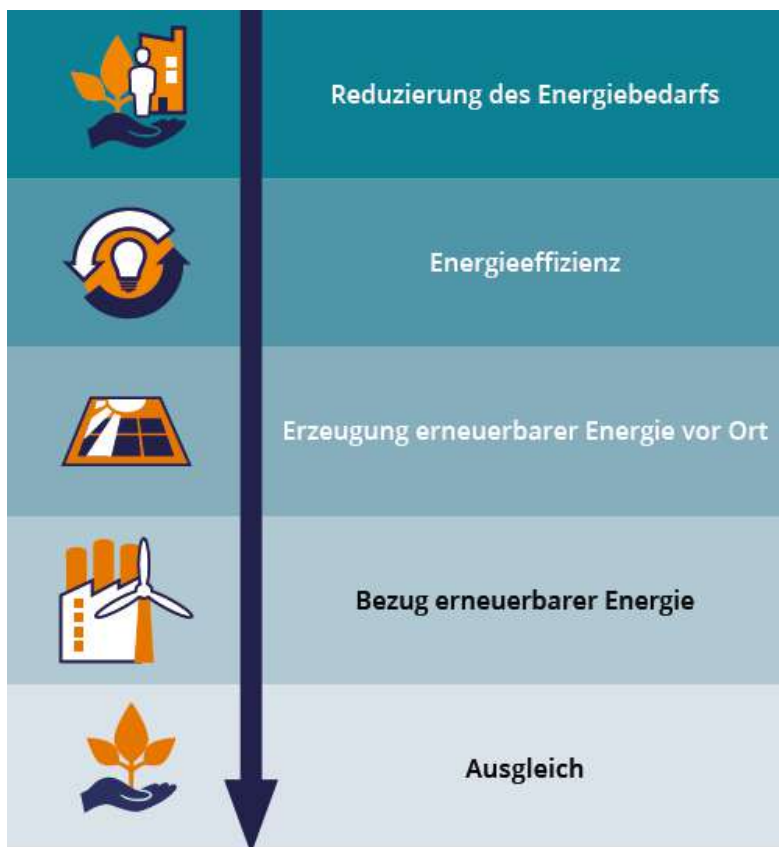 Reduzierung des Energiebedarfs
Energieeffizienz
Erzeugung erneuerbarer Energie vor Ort
Bezug erneuerbarer Energie
Ausgleich